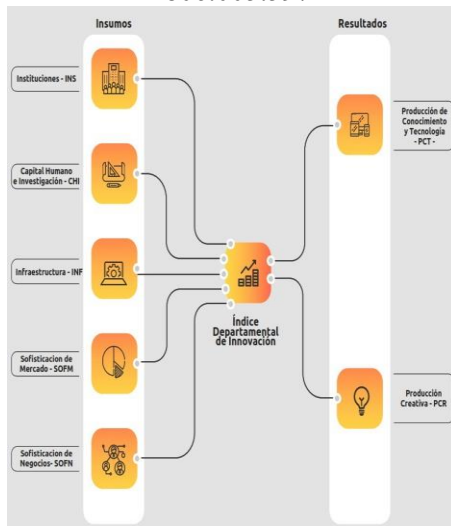 Insumos
Resultados
Instituciones - INS
Capital Humano
e Investigación - CHI
Infraestructura - INF
Sofisticacion de
Mercado - SOFM
Sofisticacion de
Negocios- SOFN
Índice
Departamental
de Innovación
Producción de
Conocimiento
y Tecnología
- PCT -
Producción
Creativa - PCR